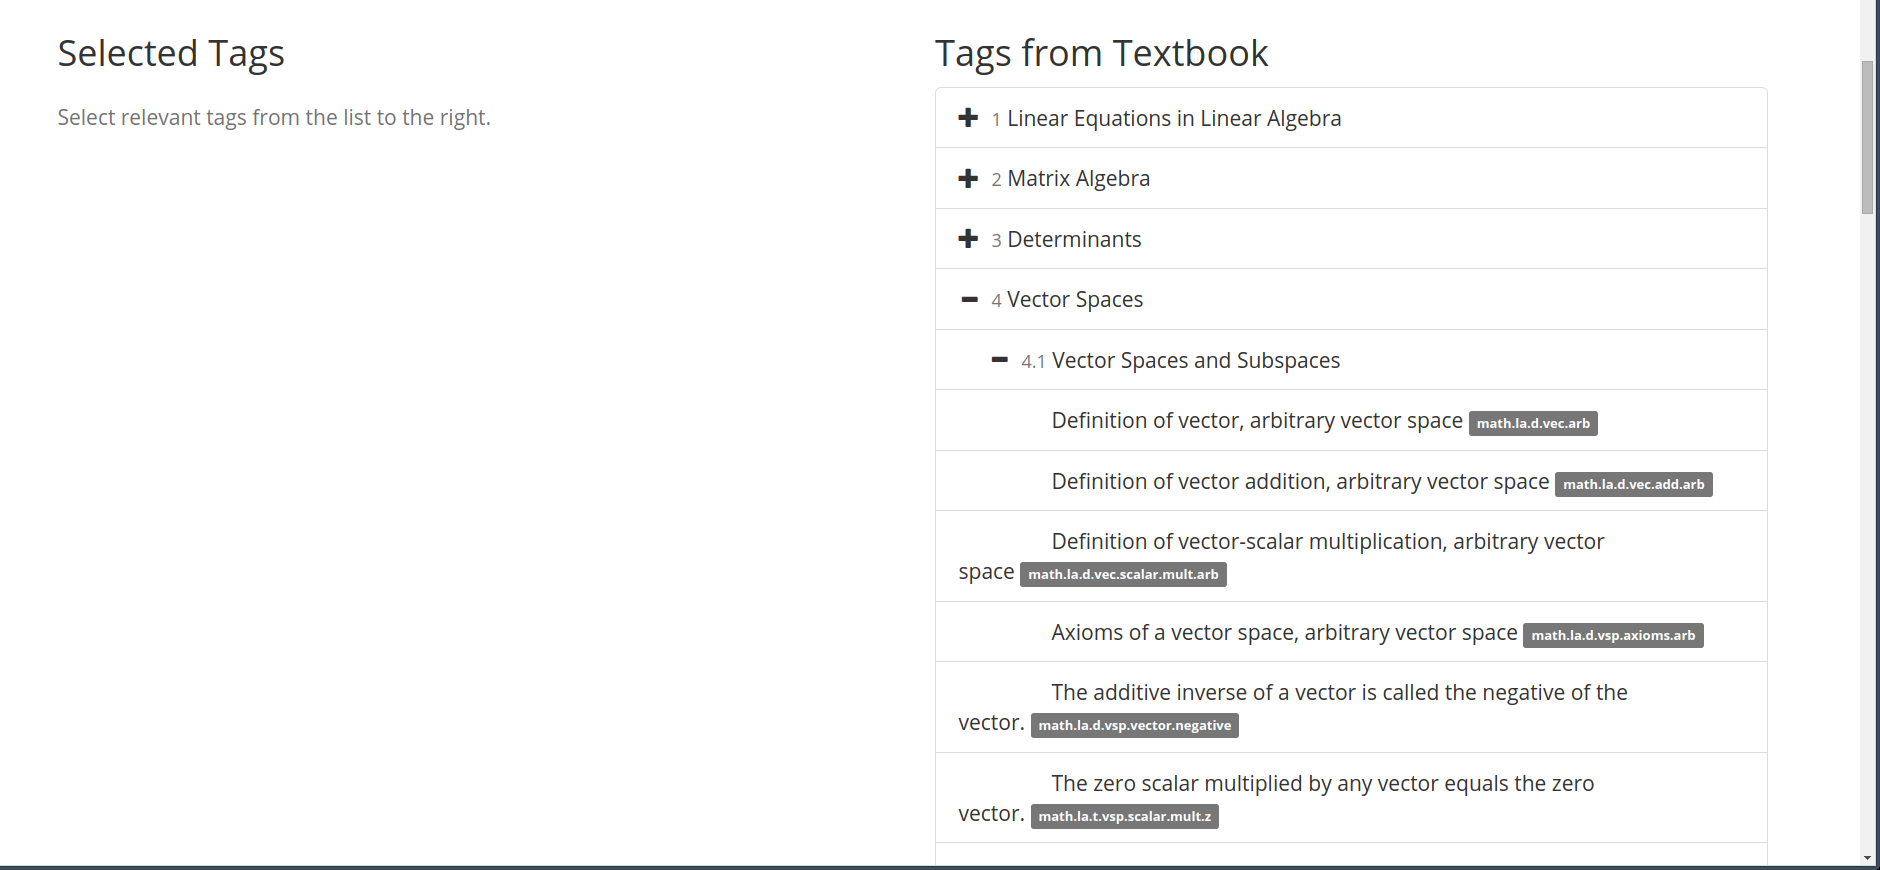 Selected Tags
Select relevant tags from the list to the right.
Tags from Textbook
1 Linear Equations in Linear Algebra
2 Matrix Algebra
3 Determinants
4 Vector Spaces
4.1 Vector Spaces and Subspaces
Definition of vector, arbitrary vector space math.la.d.vec.arb
Definition of vector addition, arbitrary vector space math.la.d.vec.add.arb
Definition of vector-scalar multiplication, arbitrary vector
space math.la.d.vec.scalar.mult.arb
Axioms of a vector space, arbitrary vector space math.la.d.vsp.axioms.arb
The additive inverse of a vector is called the negative of the
vector. math.la.d.vsp.vector.negative
The zero scalar multiplied by any vector equals the zero
vector. math.la.t.vsp.scalar.mult.z